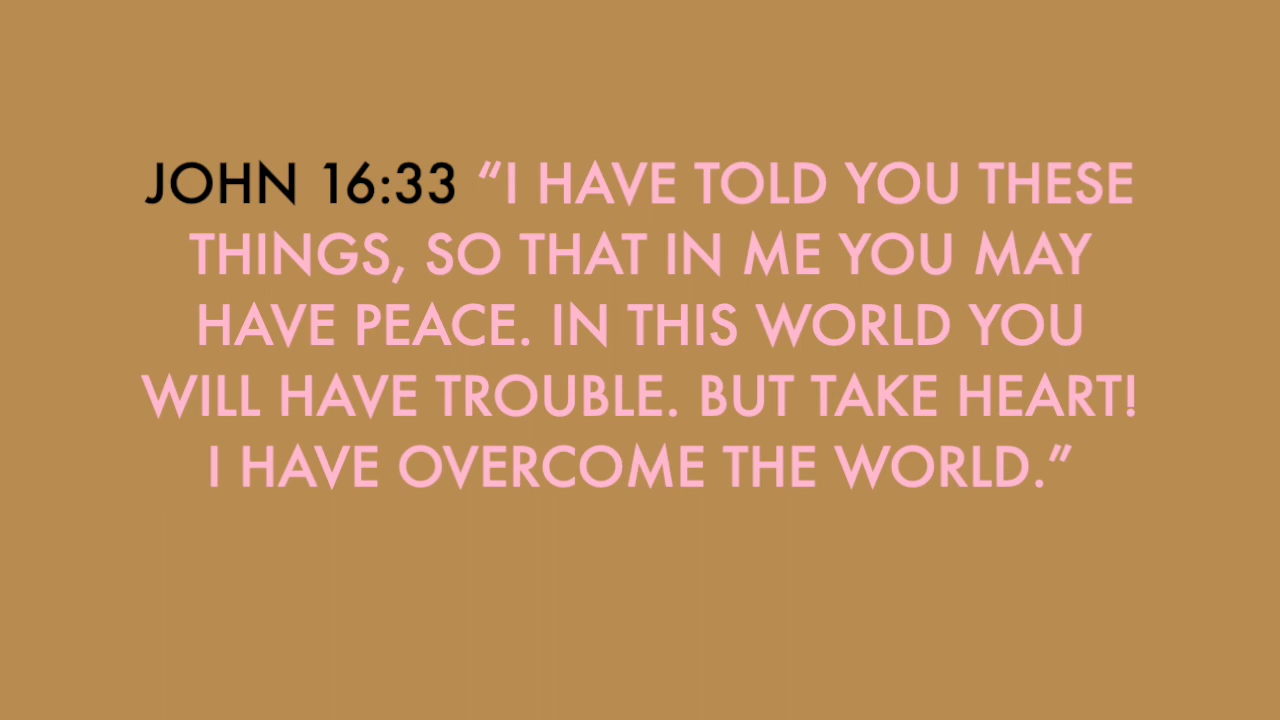 JOHN 16:33 “I HAVE TOLD YOU THESE
THINGS, SO THAT IN ME YOU MAY
HAVE PEACE. IN THIS WORLD YOU
WILL HAVE TROUBLE. BUT TAKE HEART!
I HAVE OVERCOME THE WORLD.”